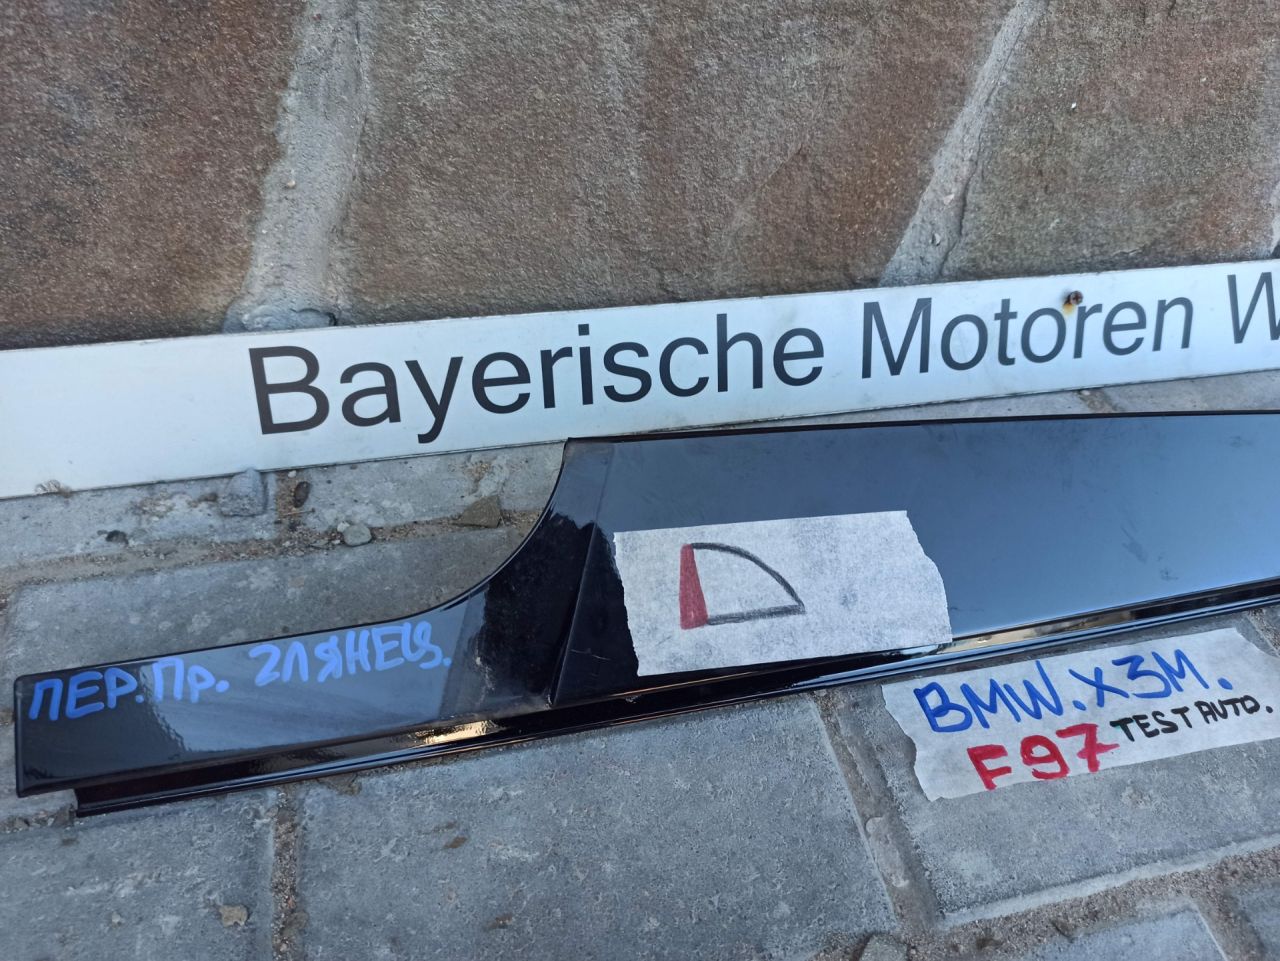 Bayerische Motoren W
ПЕР.Пр. глянец.
BMW.X3M.
F97 TEST AUTO.